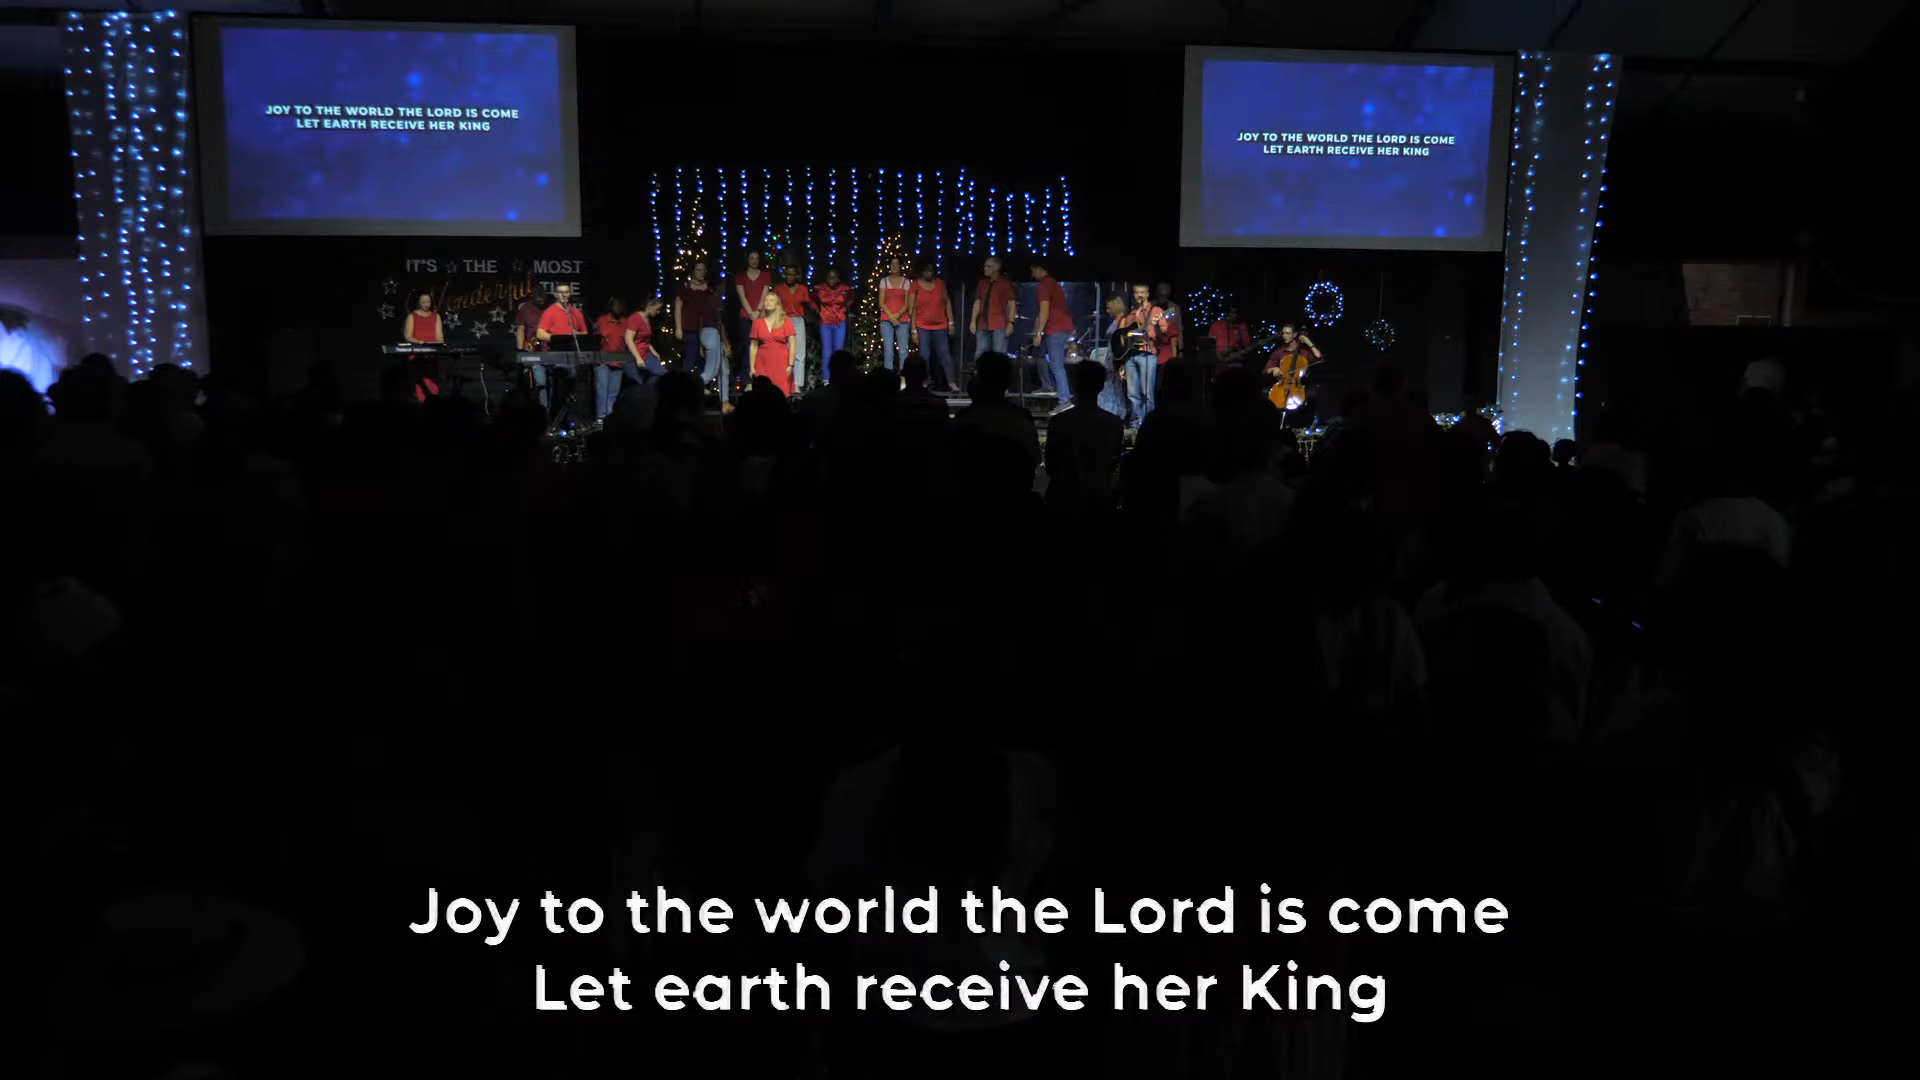 JOY TO THE WORLD THE LORD IS COME
LET EARTH RECEIVE HER KING
JOY TO THE WORLD THE LORD IS COME
LET EARTH RECEIVE HER KING
IT'S THE MOST
Wonderful TIME
Joy to the world the Lord is come
Let earth receive her King